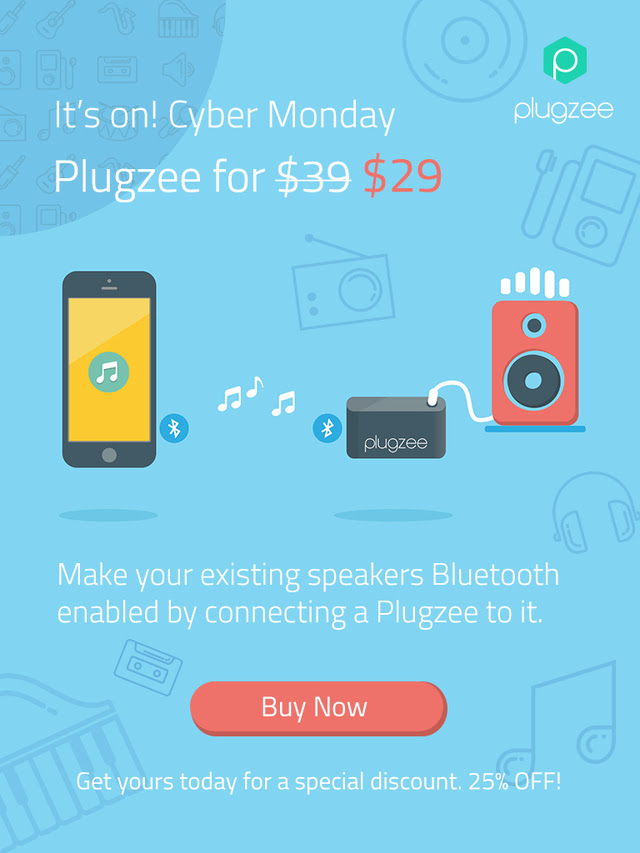 plugzee
It's on! Cyber Monday
Plugzee for $39 $29
plugzee
Make your existing speakers Bluetooth
enabled by connecting a Plugzee to it.
Buy Now
Get yours today for a special discount. 25% OFF!